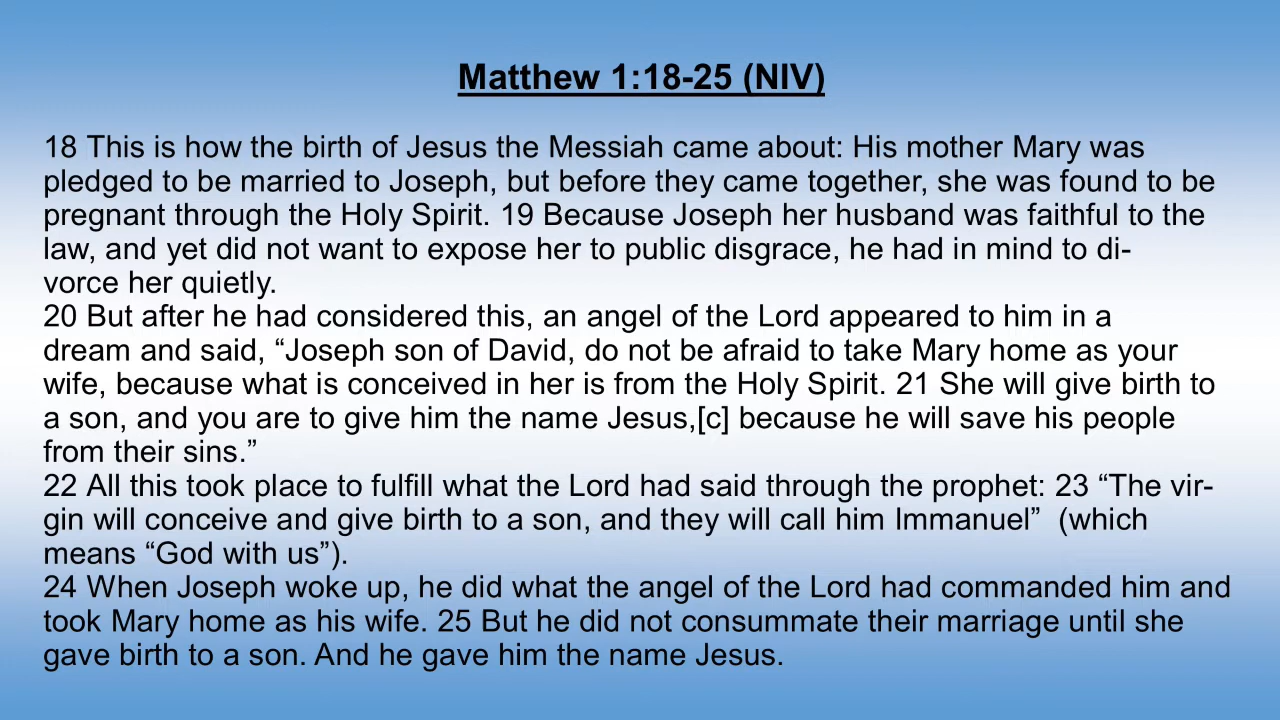 Matthew 1:18-25 (NIV)
18 This is how the birth of Jesus the Messiah came about: His mother Mary was
pledged to be married to Joseph, but before they came together, she was found to be
pregnant through the Holy Spirit. 19 Because Joseph her husband was faithful to the
law, and yet did not want to expose her to public disgrace, he had in mind to di-
vorce her quietly.
20 But after he had considered this, an angel of the Lord appeared to him in a
dream and said, “Joseph son of David, do not be afraid to take Mary home as your
wife, because what is conceived in her is from the Holy Spirit. 21 She will give birth to
a son, and you are to give him the name Jesus,[c] because he will save his people
from their sins.”
22 All this took place to fulfill what the Lord had said through the prophet: 23 “The vir-
gin will conceive and give birth to a son, and they will call him Immanuel”  (which
means “God with us”).
24 When Joseph woke up, he did what the angel of the Lord had commanded him and
took Mary home as his wife. 25 But he did not consummate their marriage until she
gave birth to a son. And he gave him the name Jesus.